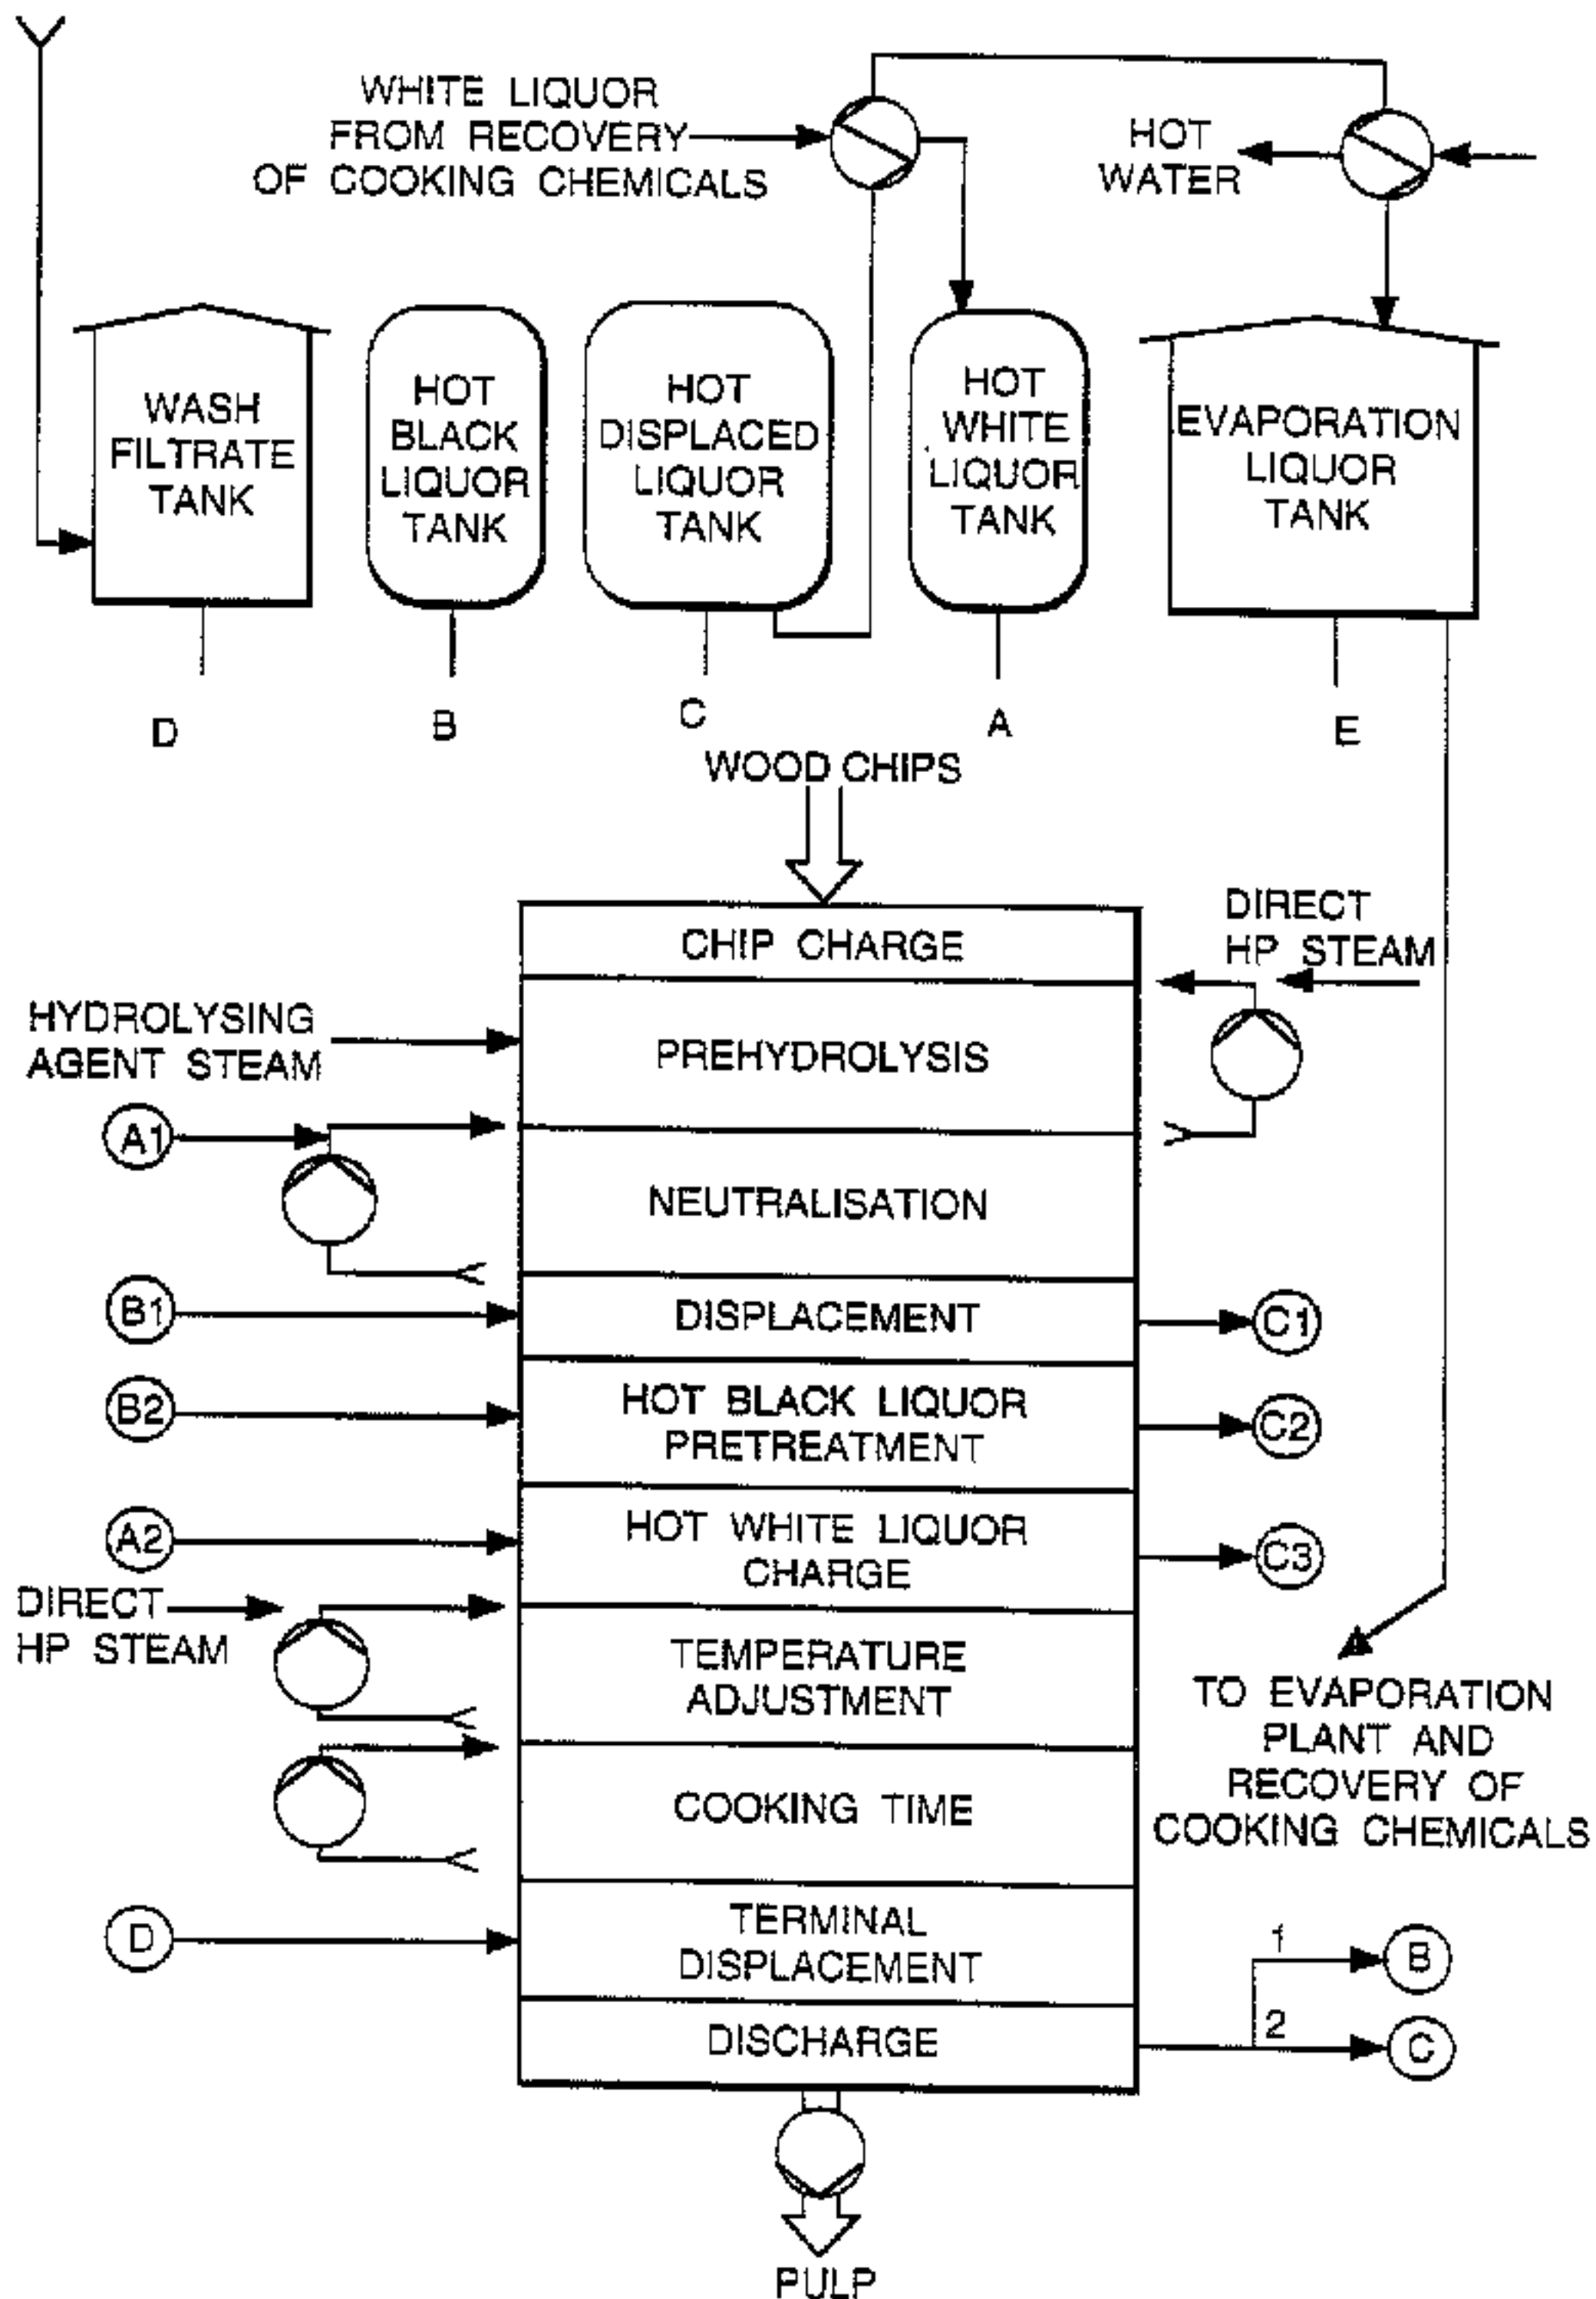 WHITE LIQUOR
FROM RECOVERY
OF COOKING CHEMICALS
HOT
WATER
WASH
FILTRATE
TANK
HOT
BLACK
LIQUOR
TANK
HOT
DISPLACED
LIQUOR
TANK
HOT
WHITE
LIQUOR
TANK
EVAPORATION
LIQUOR
TANK
D
B
C
A
E
WOOD CHIPS
CHIP CHARGE
DIRECT
HP STEAM
HYDROLYSING
AGENT STEAM
PREHYDROLYSIS
A1
NEUTRALISATION
B1
DISPLACEMENT
C1
B2
HOT BLACK LIQUOR
PRETREATMENT
C2
A2
HOT WHITE LIQUOR
CHARGE
C3
DIRECT
HP STEAM
TEMPERATURE
ADJUSTMENT
TO EVAPORATION
PLANT AND
RECOVERY OF
COOKING CHEMICALS
COOKING TIME
D
TERMINAL
DISPLACEMENT
1
B
DISCHARGE
2
C
PULP